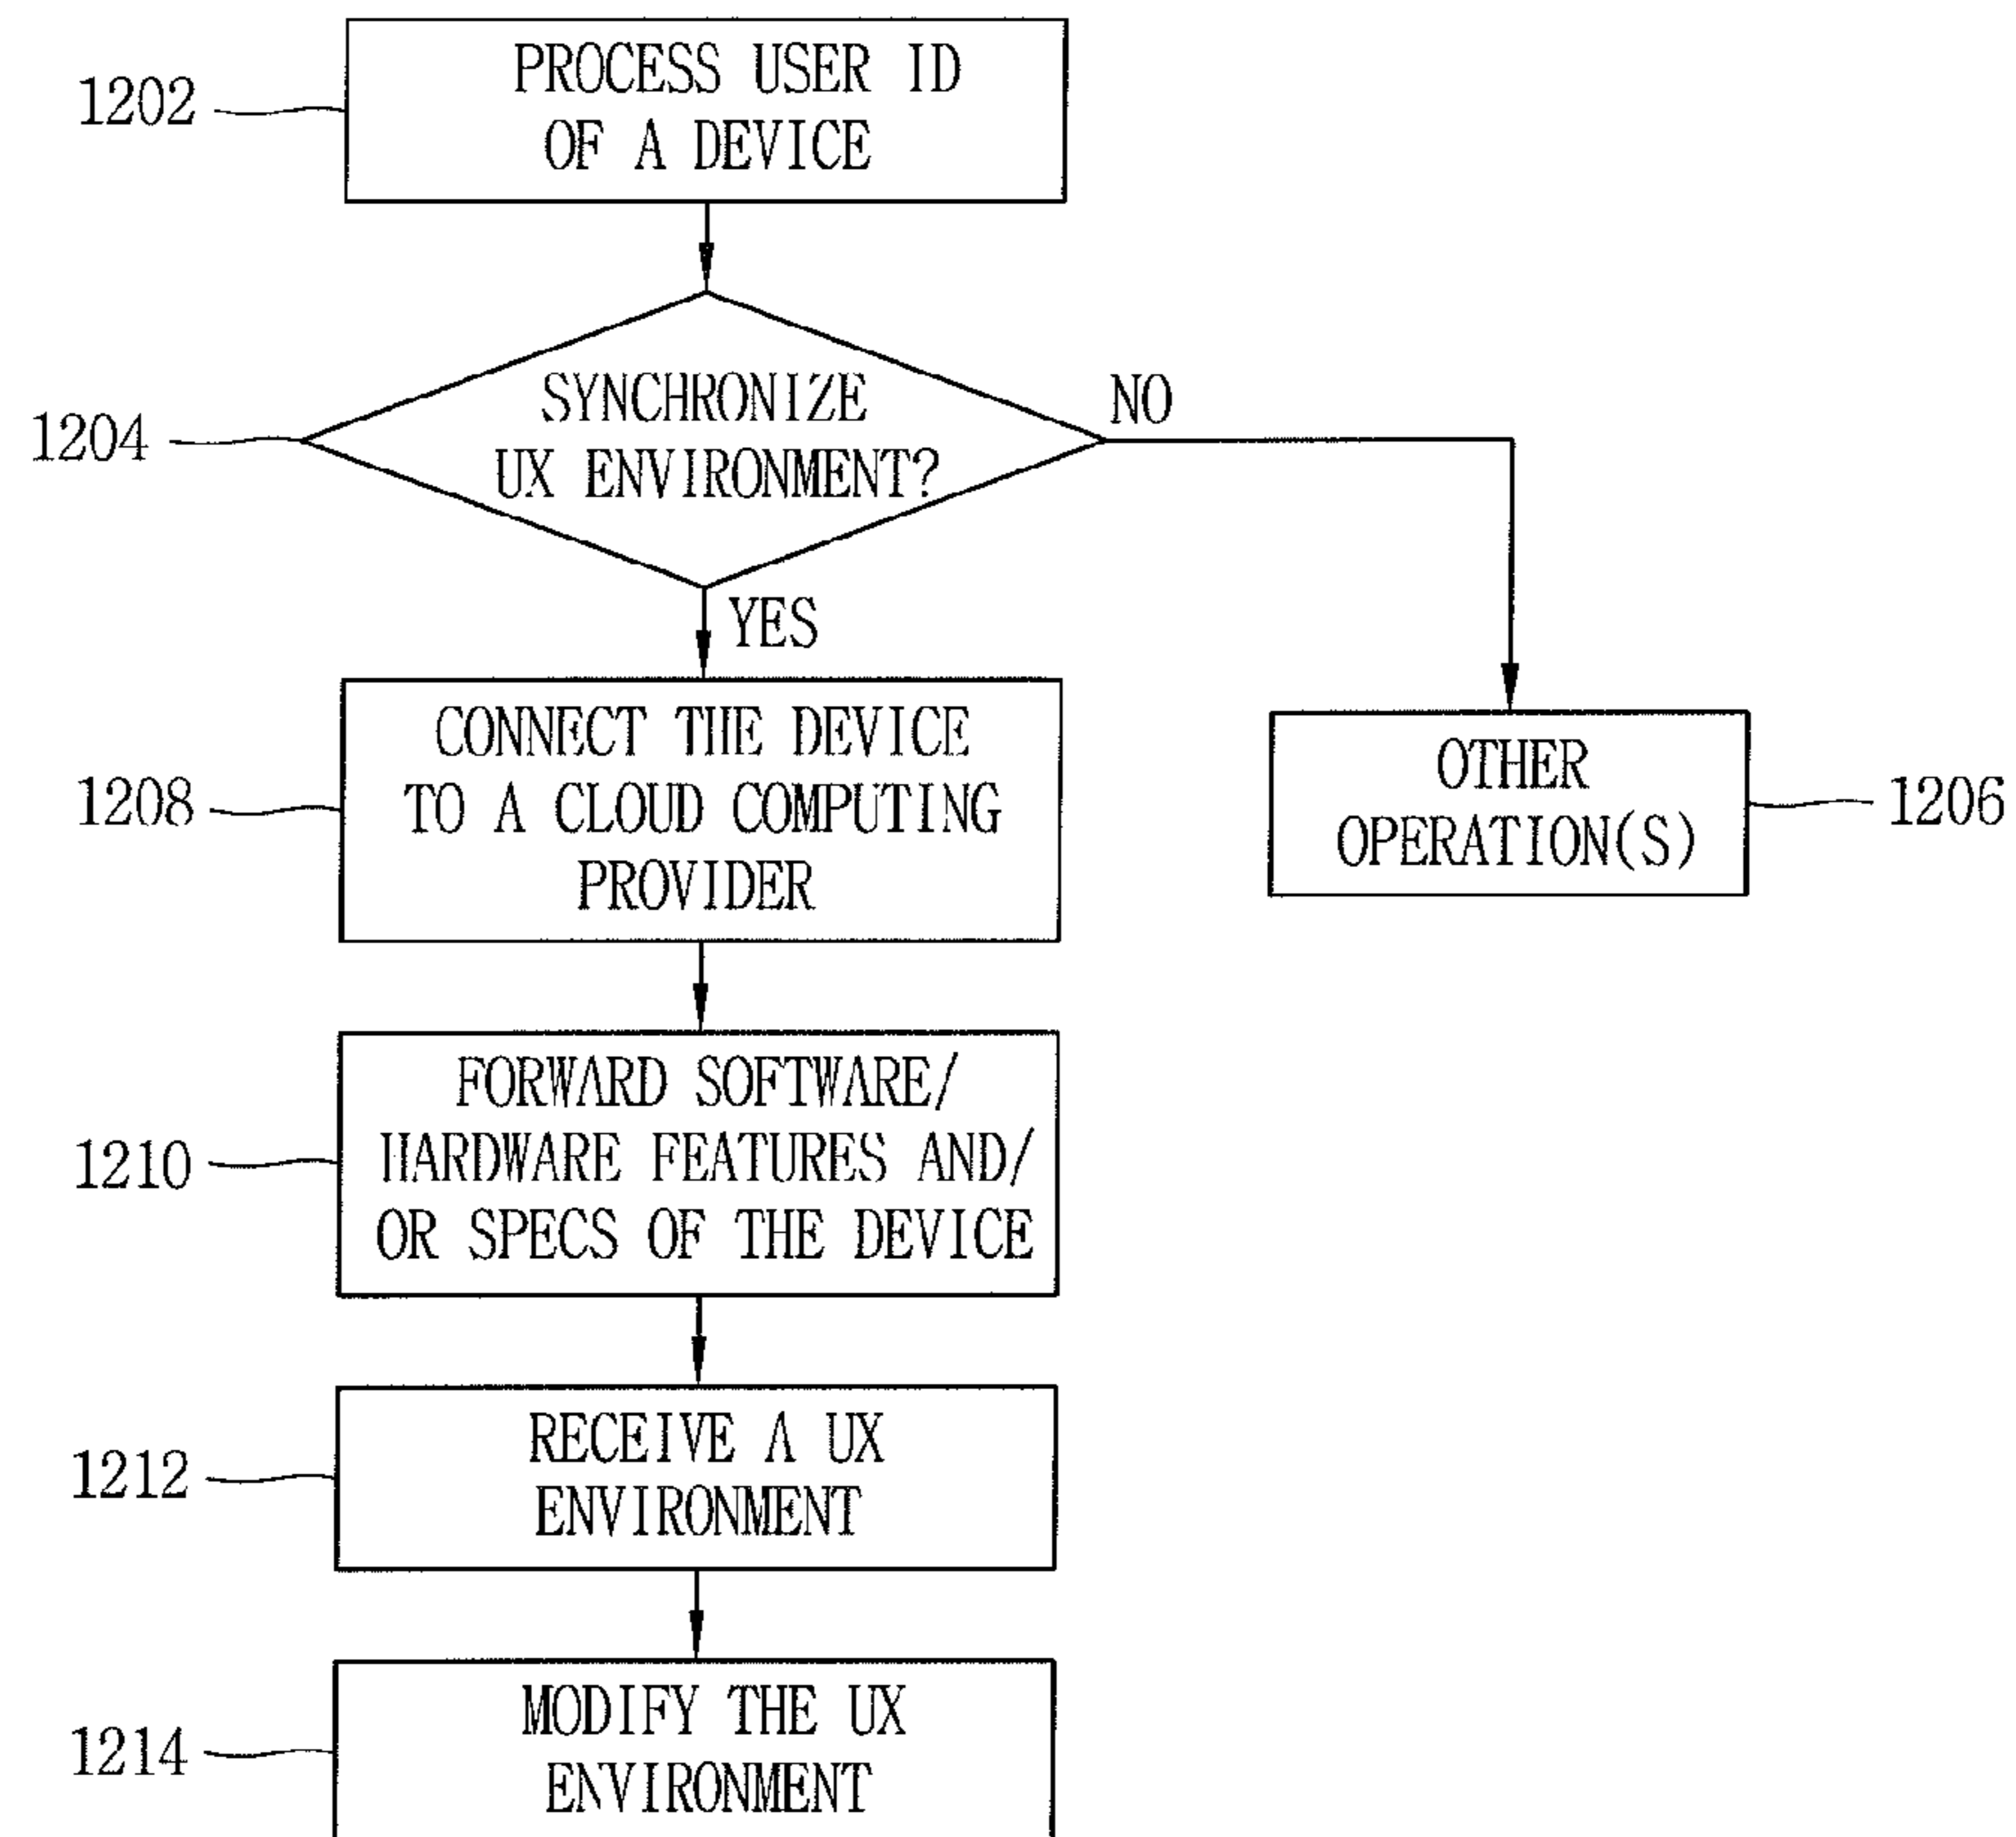 1202
PROCESS USER ID
OF A DEVICE
1204
SYNCHRONIZE
UX ENVIRONMENT?
NO
YES
1208
CONNECT THE DEVICE
TO A CLOUD COMPUTING
PROVIDER
OTHER
OPERATION(S)
1206
1210
FORWARD SOFTWARE/
HARDWARE FEATURES AND/
OR SPECS OF THE DEVICE
1212
RECEIVE A UX
ENVIRONMENT
1214
MODIFY THE UX
ENVIRONMENT